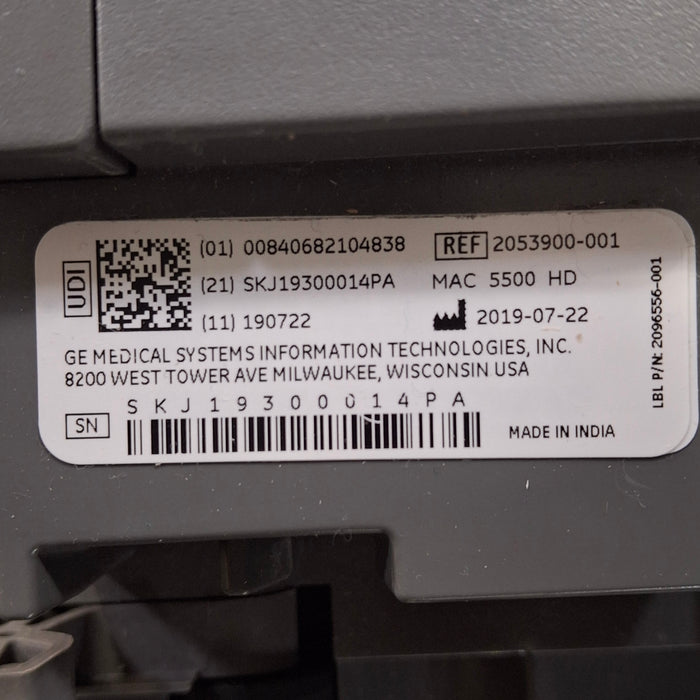 UDI
(01) 00840682104838
REF 2053900-001
(21) SKJ19300014PA
MAC 5500 HD
(11) 190722
2019-07-22
GE MEDICAL SYSTEMS INFORMATION TECHNOLOGIES, INC.
8200 WEST TOWER AVE MILWAUKEE, WISCONSIN USA
SKJ19300014PA
SN
MADE IN INDIA
LBL P/N: 2096556-001